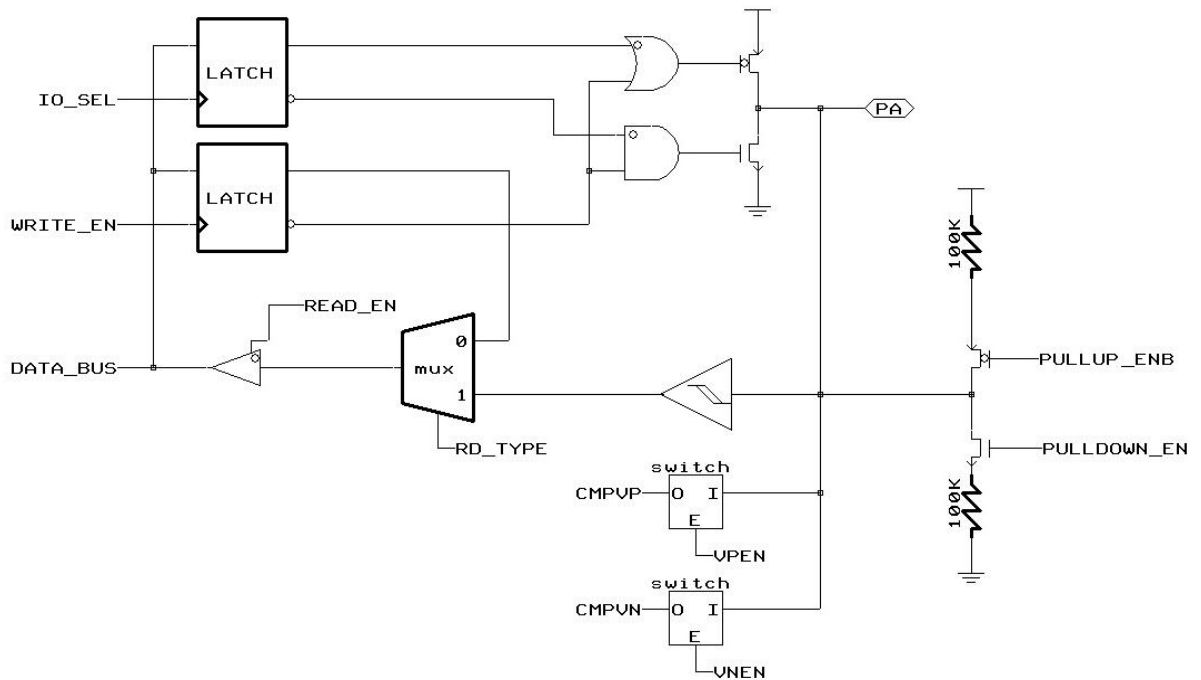 LATCH
IO_SEL
PA
LATCH
WRITE_EN
100K
READ_EN
0
DATA_BUS
mux
PULLUP_ENB
1
RD_TYPE
PULLDOWN_EN
switch
CMPVP
O I
E
100K
VPEN
switch
CMPVN
O I
E
VNEN